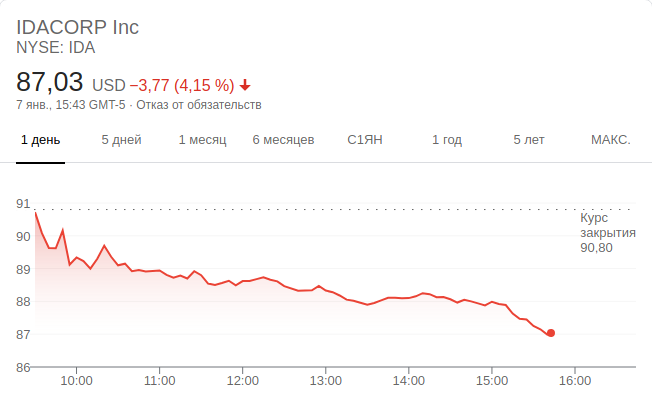 IDACORP Inc
NYSE: IDA
87,03 USD −3,77 (4,15 %)
7 янв., 15:43 GMT-5 · Отказ от обязательств
1 день 5 дней 1 месяц 6 месяцев С1ЯН 1 год 5 лет МАКС.
91
90
89
88
87
86
Курс
закрытия
90,80
10:00 11:00 12:00 13:00 14:00 15:00 16:00